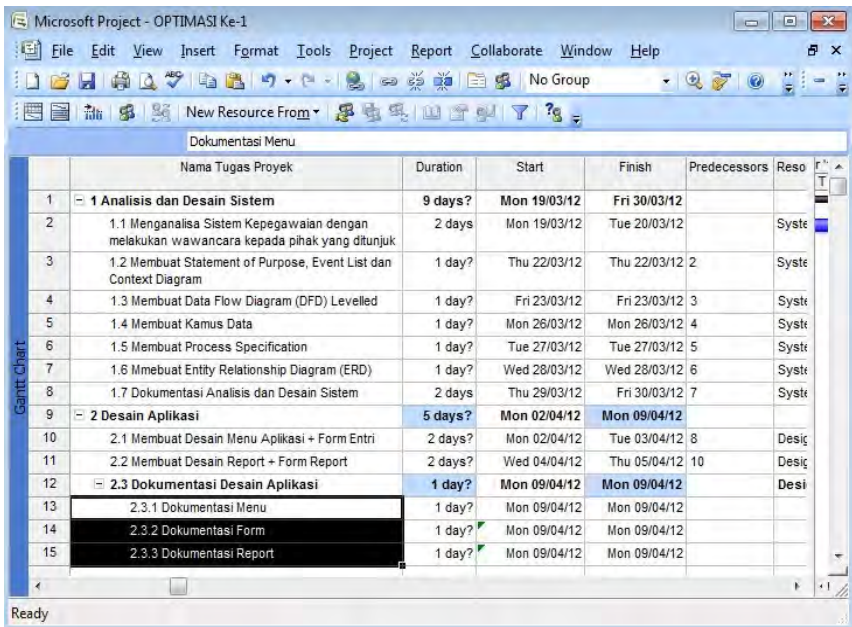 Microsoft Project - OPTIMASI Ke-1
File Edit View Insert Format Tools Project Report Collaborate Window Help
No Group
New Resource From
Dokumentasi Menu
Nama Tugas Proyek Duration Start Finish Predecessors Reso
T
1 1 Analisis dan Desain Sistem 9 days? Mon 19/03/12 Fri 30/03/12
2 1.1 Menganalisa Sistem Kepegawaian dengan melakukan wawancara kepada pihak yang ditunjuk 2 days Mon 19/03/12 Tue 20/03/12 Syste
3 1.2 Membuat Statement of Purpose, Event List dan Context Diagram 1 day? Thu 22/03/12 Thu 22/03/12 2 Syste
4 1.3 Membuat Data Flow Diagram (DFD) Levelled 1 day? Fri 23/03/12 Fri 23/03/12 3 Syste
5 1.4 Membuat Kamus Data 1 day? Mon 26/03/12 Mon 26/03/12 4 Syste
6 1.5 Membuat Process Specification 1 day? Tue 27/03/12 Tue 27/03/12 5 Syste
7 1.6 Mmebuat Entity Relationship Diagram (ERD) 1 day? Wed 28/03/12 Wed 28/03/12 6 Syste
8 1.7 Dokumentasi Analisis dan Desain Sistem 2 days Thu 29/03/12 Fri 30/03/12 7 Syste
9 2 Desain Aplikasi 5 days? Mon 02/04/12 Mon 09/04/12
10 2.1 Membuat Desain Menu Aplikasi + Form Entri 2 days? Mon 02/04/12 Tue 03/04/12 8 Desig
11 2.2 Membuat Desain Report + Form Report 2 days? Wed 04/04/12 Thu 05/04/12 10 Desig
12 2.3 Dokumentasi Desain Aplikasi 1 day? Mon 09/04/12 Mon 09/04/12 Desi
13 2.3.1 Dokumentasi Menu 1 day? Mon 09/04/12 Mon 09/04/12
14 2.3.2 Dokumentasi Form 1 day? Mon 09/04/12 Mon 09/04/12
15 2.3.3 Dokumentasi Report 1 day? Mon 09/04/12 Mon 09/04/12
Gantt Chart
Ready